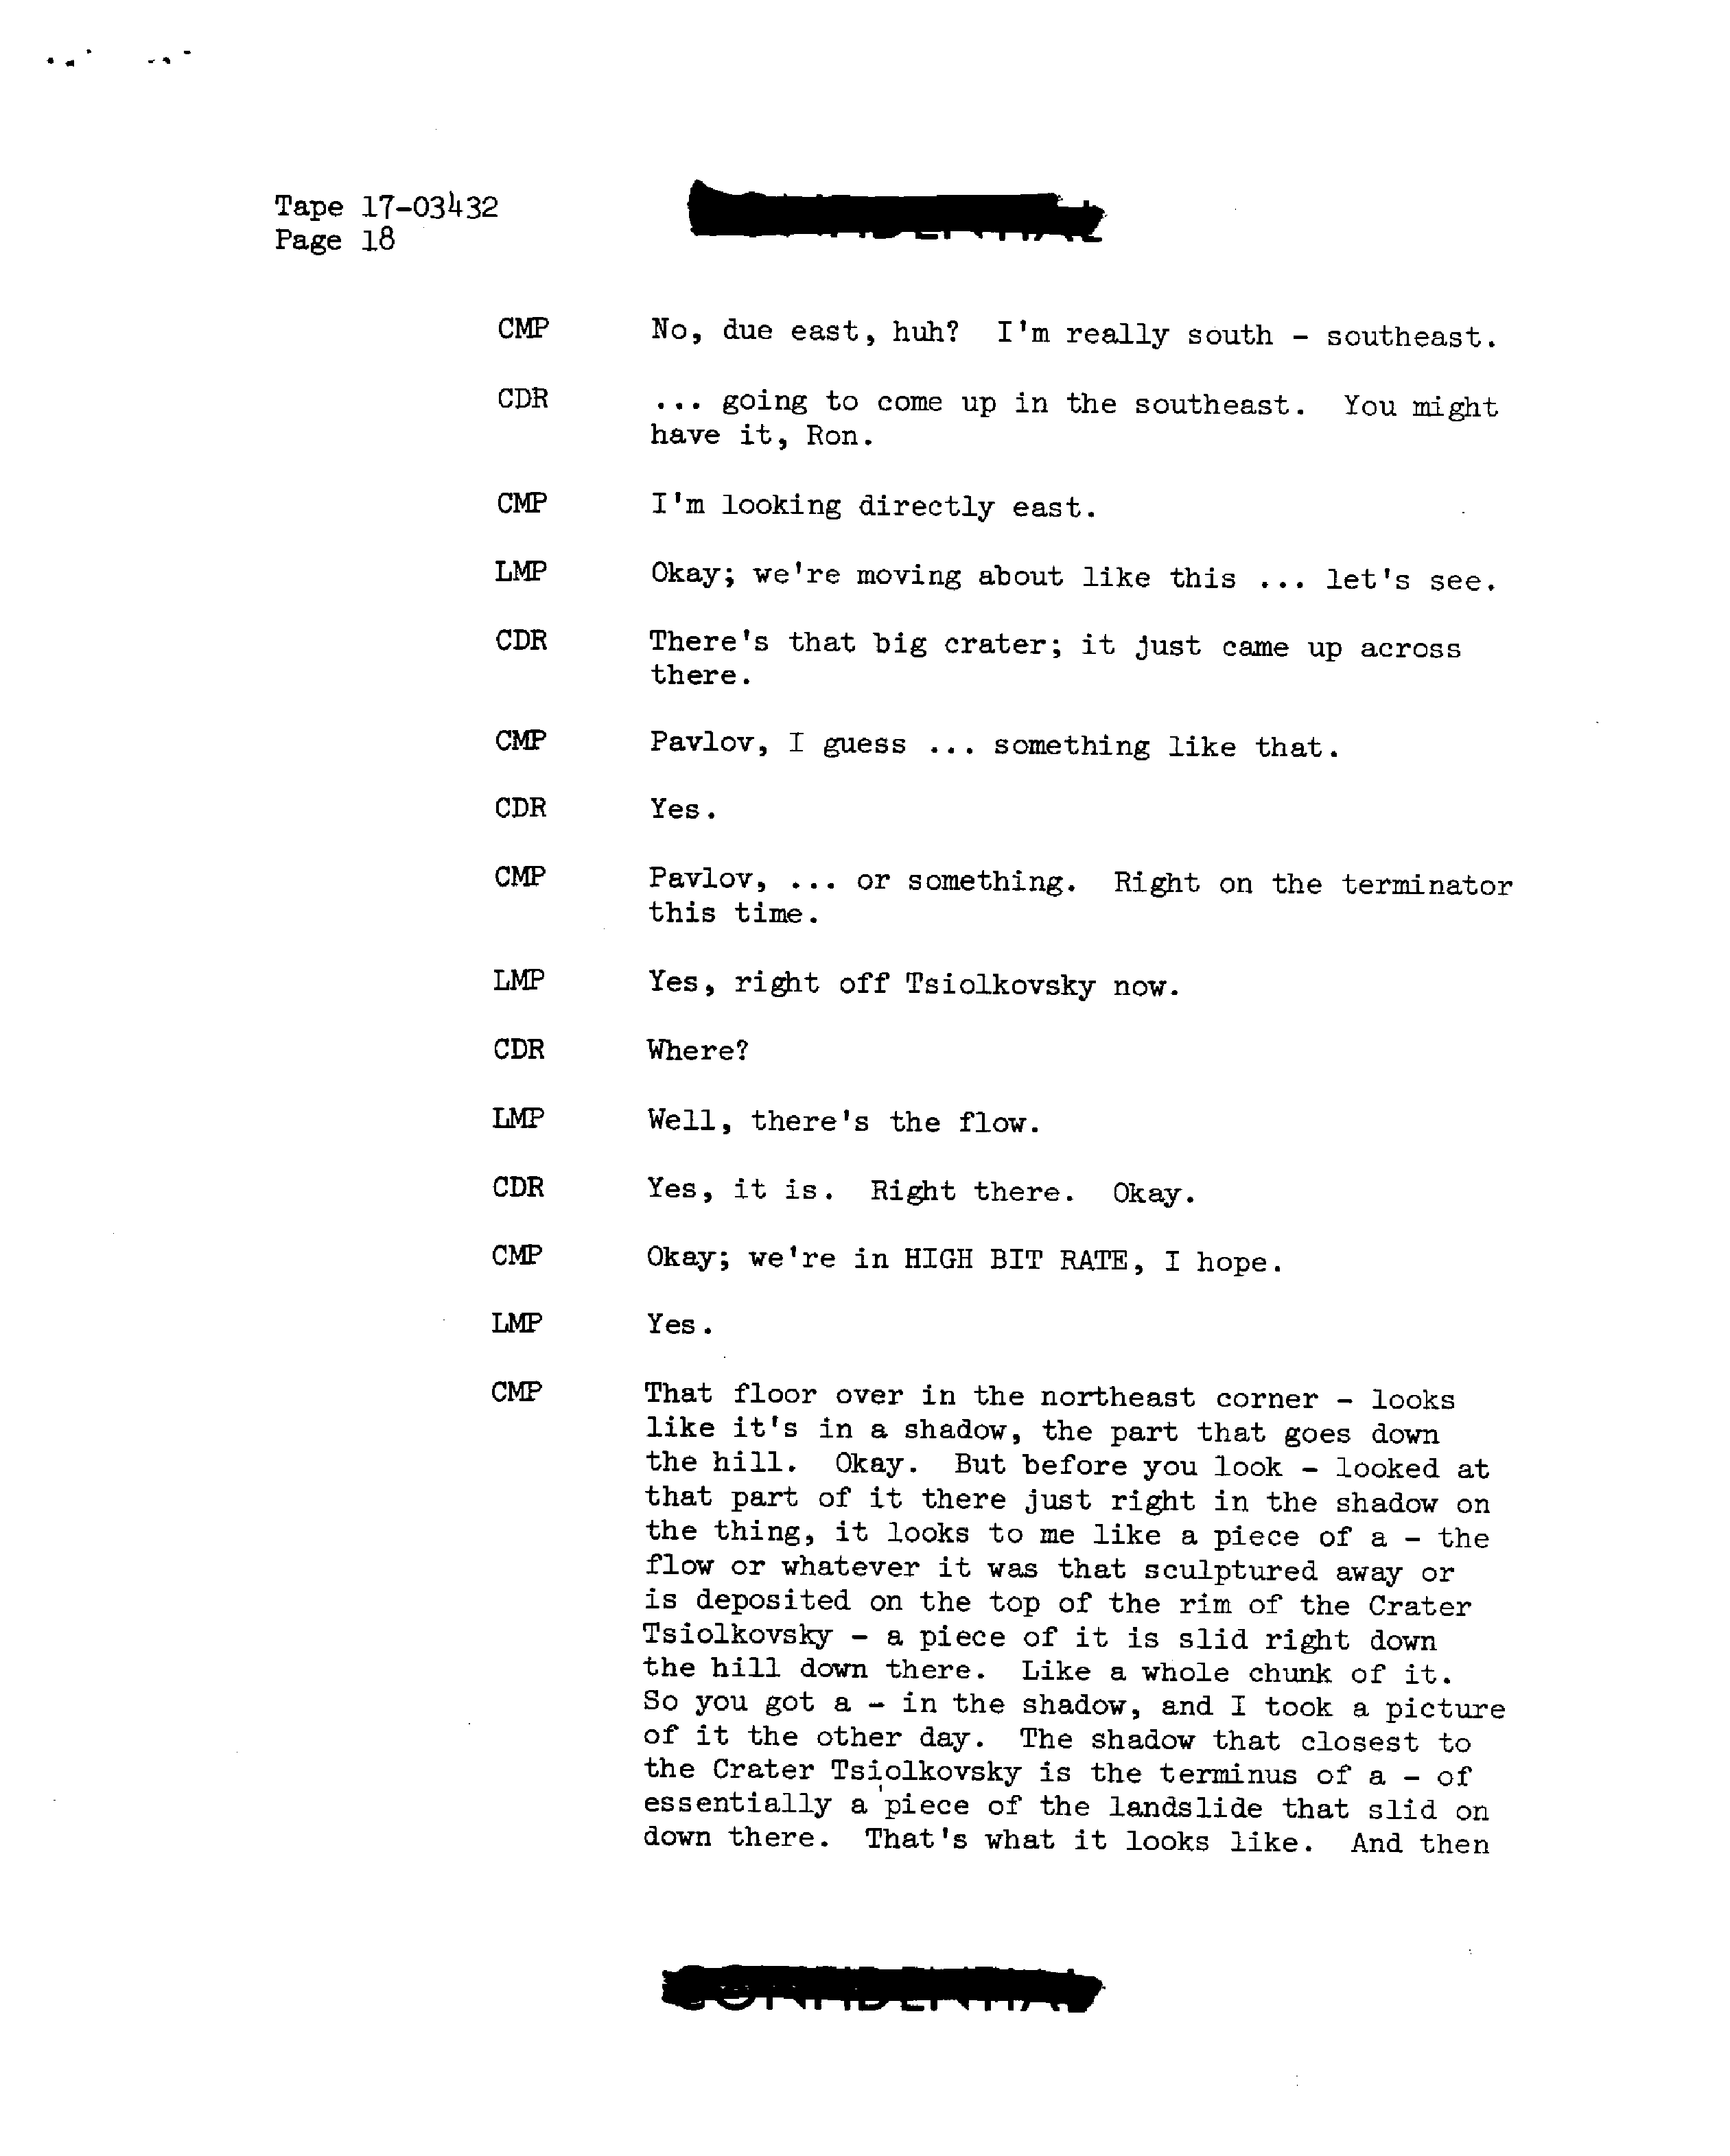 Tape 17-03432
Page 18
CMP No, due east, huh? I'm really south - southeast.
CDR ... going to come up in the southeast. You might
have it, Ron.
CMP I'm looking directly east.
LMP Okay; we're moving about like this ... let's see.
CDR There's that big crater; it just came up across
there.
CMP Pavlov, I guess ... something like that.
CDR Yes.
CMP Pavlov, ... or something. Right on the terminator
this time.
LMP Yes, right off Tsiolkovsky now.
CDR Where?
LMP Well, there's the flow.
CDR Yes, it is. Right there. Okay.
CMP Okay; we're in HIGH BIT RATE, I hope.
LMP Yes.
CMP That floor over in the northeast corner - looks
like it's in a shadow, the part that goes down
the hill. Okay. But before you look - looked at
that part of it there just right in the shadow on
the thing, it looks to me like a piece of a - the
flow or whatever it was that sculptured away or
is deposited on the top of the rim of the Crater
Tsiolkovsky - a piece of it is slid right down
the hill down there. Like a whole chunk of it.
So you got a - in the shadow, and I took a picture
of it the other day. The shadow that closest to
the Crater Tsiolkovsky is the terminus of a - of
essentially a piece of the landslide that slid on
down there. That's what it looks like. And then